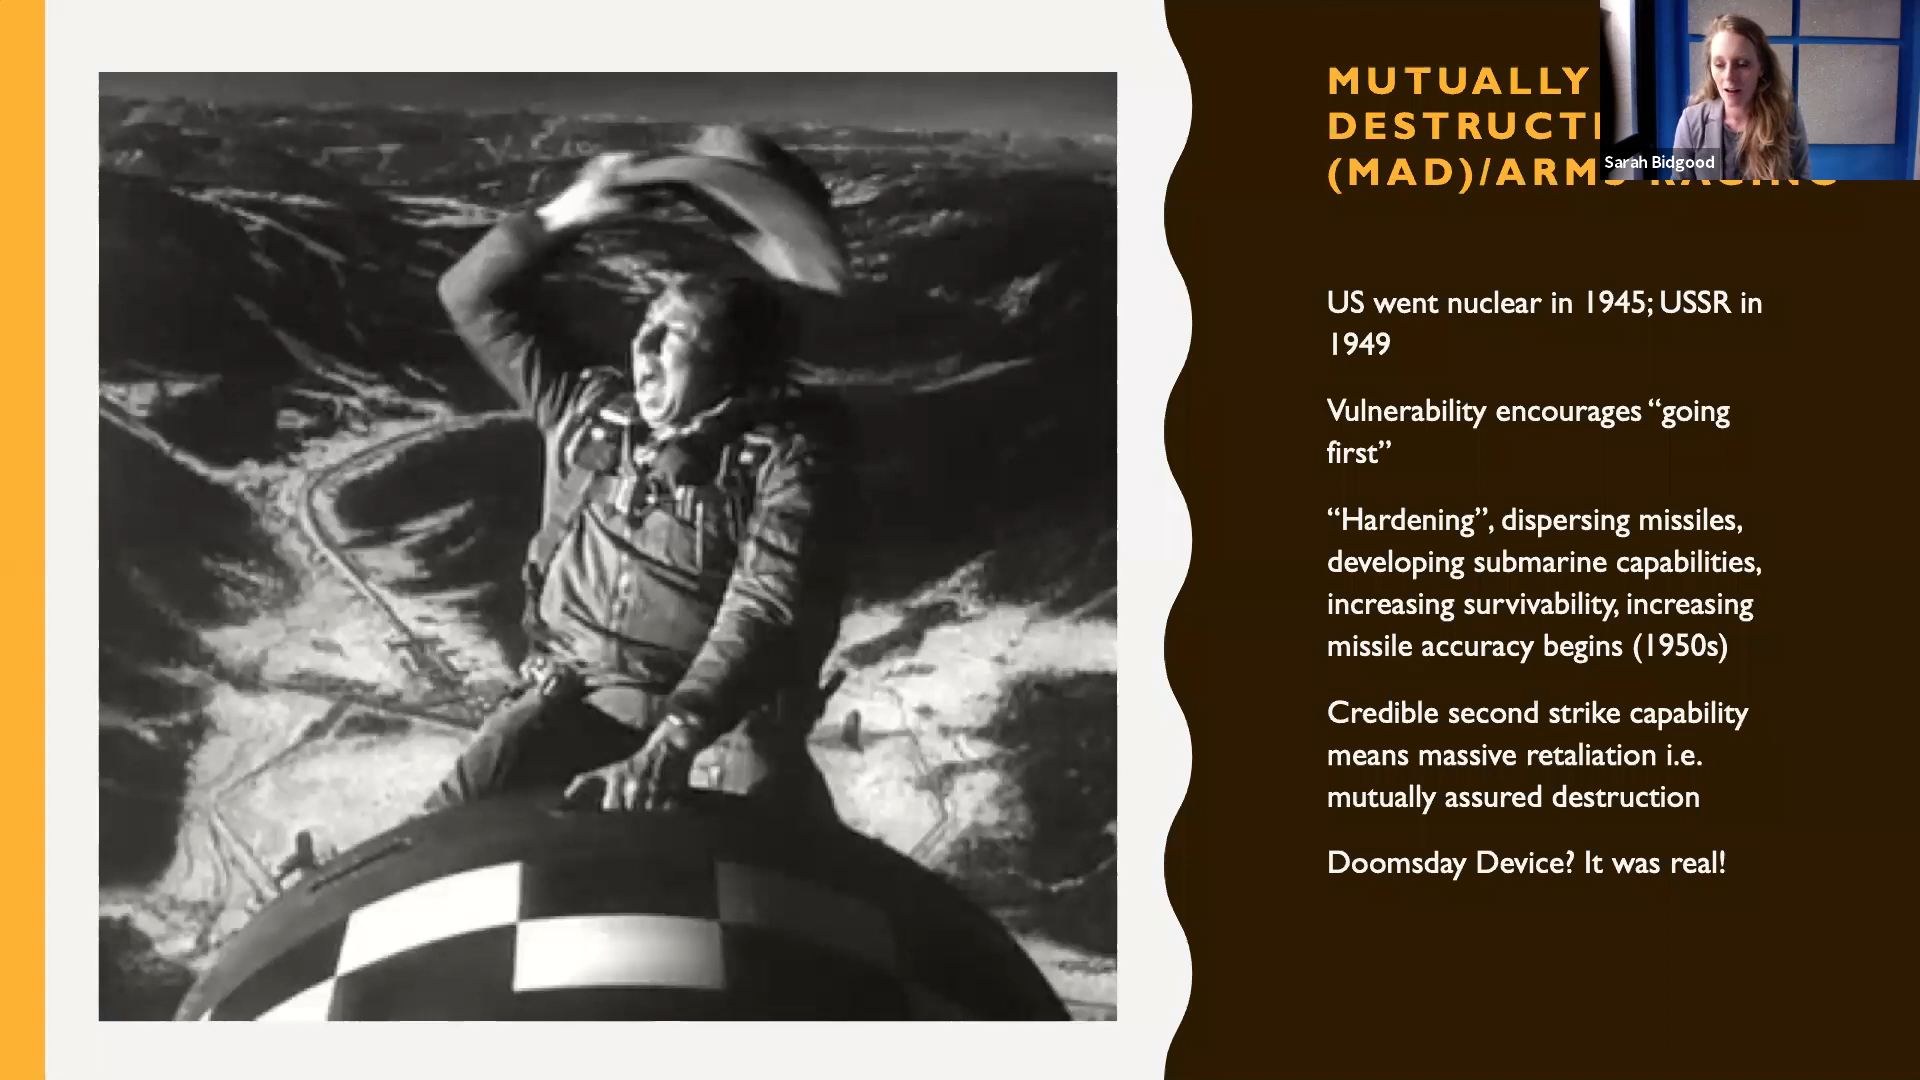 MUTUALLY
DESTRUCTI
(MAD)/ARMS RACING
Sarah Bidgood
US went nuclear in 1945; USSR in
1949
Vulnerability encourages “going
first”
“Hardening”, dispersing missiles,
developing submarine capabilities,
increasing survivability, increasing
missile accuracy begins (1950s)
Credible second strike capability
means massive retaliation i.e.
mutually assured destruction
Doomsday Device? It was real!